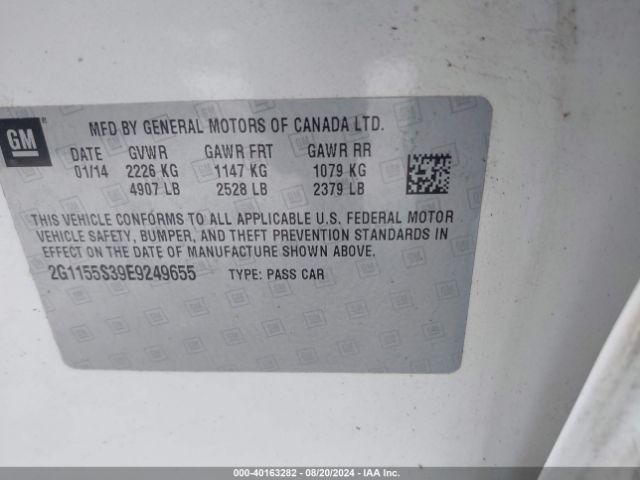 GM
MFD BY GENERAL MOTORS OF CANADA LTD.
DATE GVWR GAWR FRT GAWR RR
01/14 2226 KG 1147 KG 1079 KG
4907 LB 2528 LB 2379 LB
THIS VEHICLE CONFORMS TO ALL APPLICABLE U.S. FEDERAL MOTOR
VEHICLE SAFETY, BUMPER, AND THEFT PREVENTION STANDARDS IN
EFFECT ON THE DATE OF MANUFACTURE SHOWN ABOVE.
2G1155S39E9249655 TYPE: PASS CAR
000-40163282 - 08/20/2024 - IAA Inc.